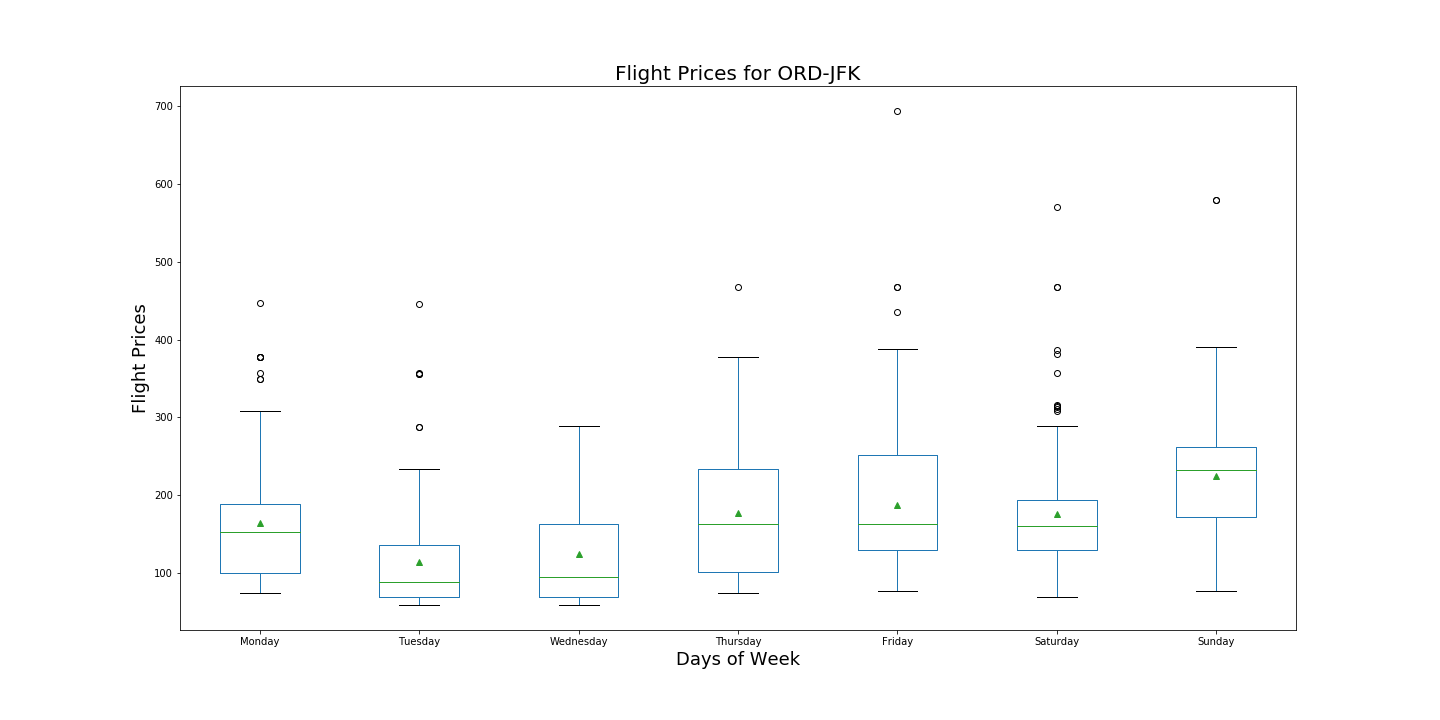 Flight Prices for ORD-JFK
Flight Prices
700
600
500
400
300
200
100
Monday Tuesday Wednesday Thursday Friday Saturday Sunday
Days of Week